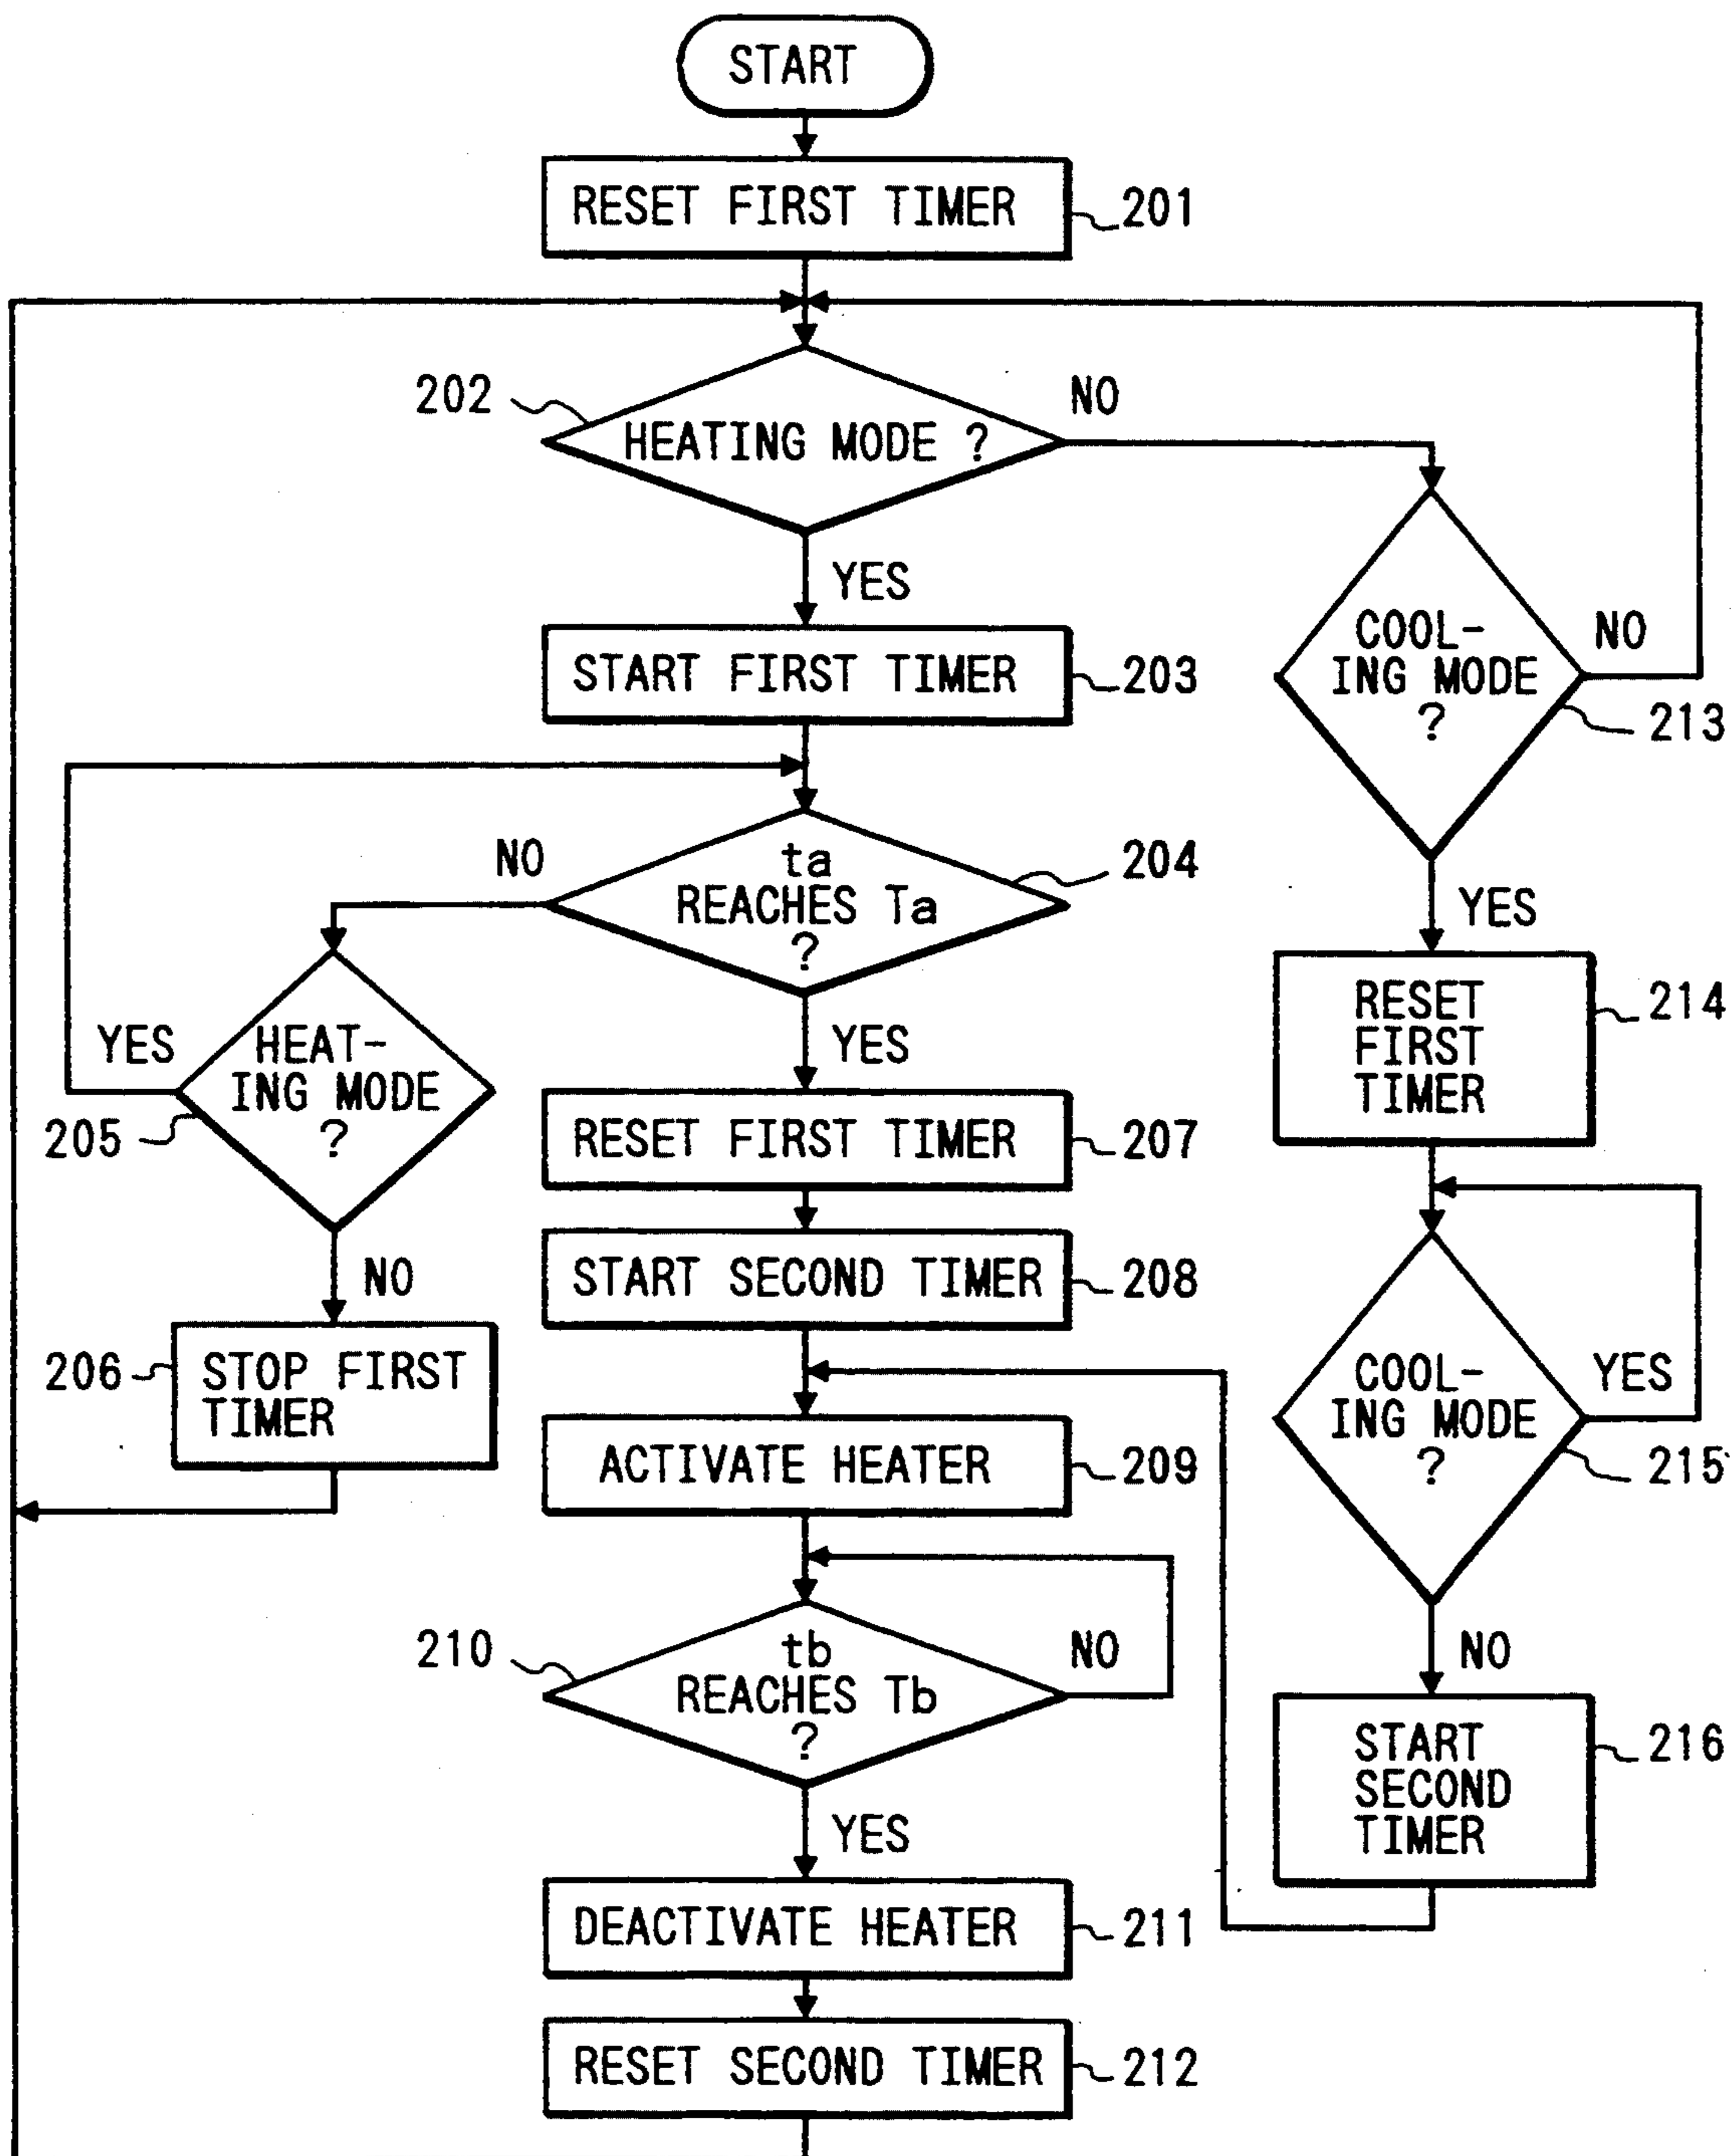 START
RESET FIRST TIMER
201
202
HEATING MODE ?
NO
YES
START FIRST TIMER
203
COOL-
ING MODE
?
NO
213
NO
ta
REACHES Ta
?
204
YES
YES
HEAT-
ING MODE
?
205
YES
RESET
FIRST
TIMER
214
RESET FIRST TIMER
207
NO
START SECOND TIMER
208
206
STOP FIRST
TIMER
COOL-
ING MODE
?
YES
215
ACTIVATE HEATER
209
210
tb
REACHES Tb
?
NO
NO
START
SECOND
TIMER
216
YES
DEACTIVATE HEATER
211
RESET SECOND TIMER
212